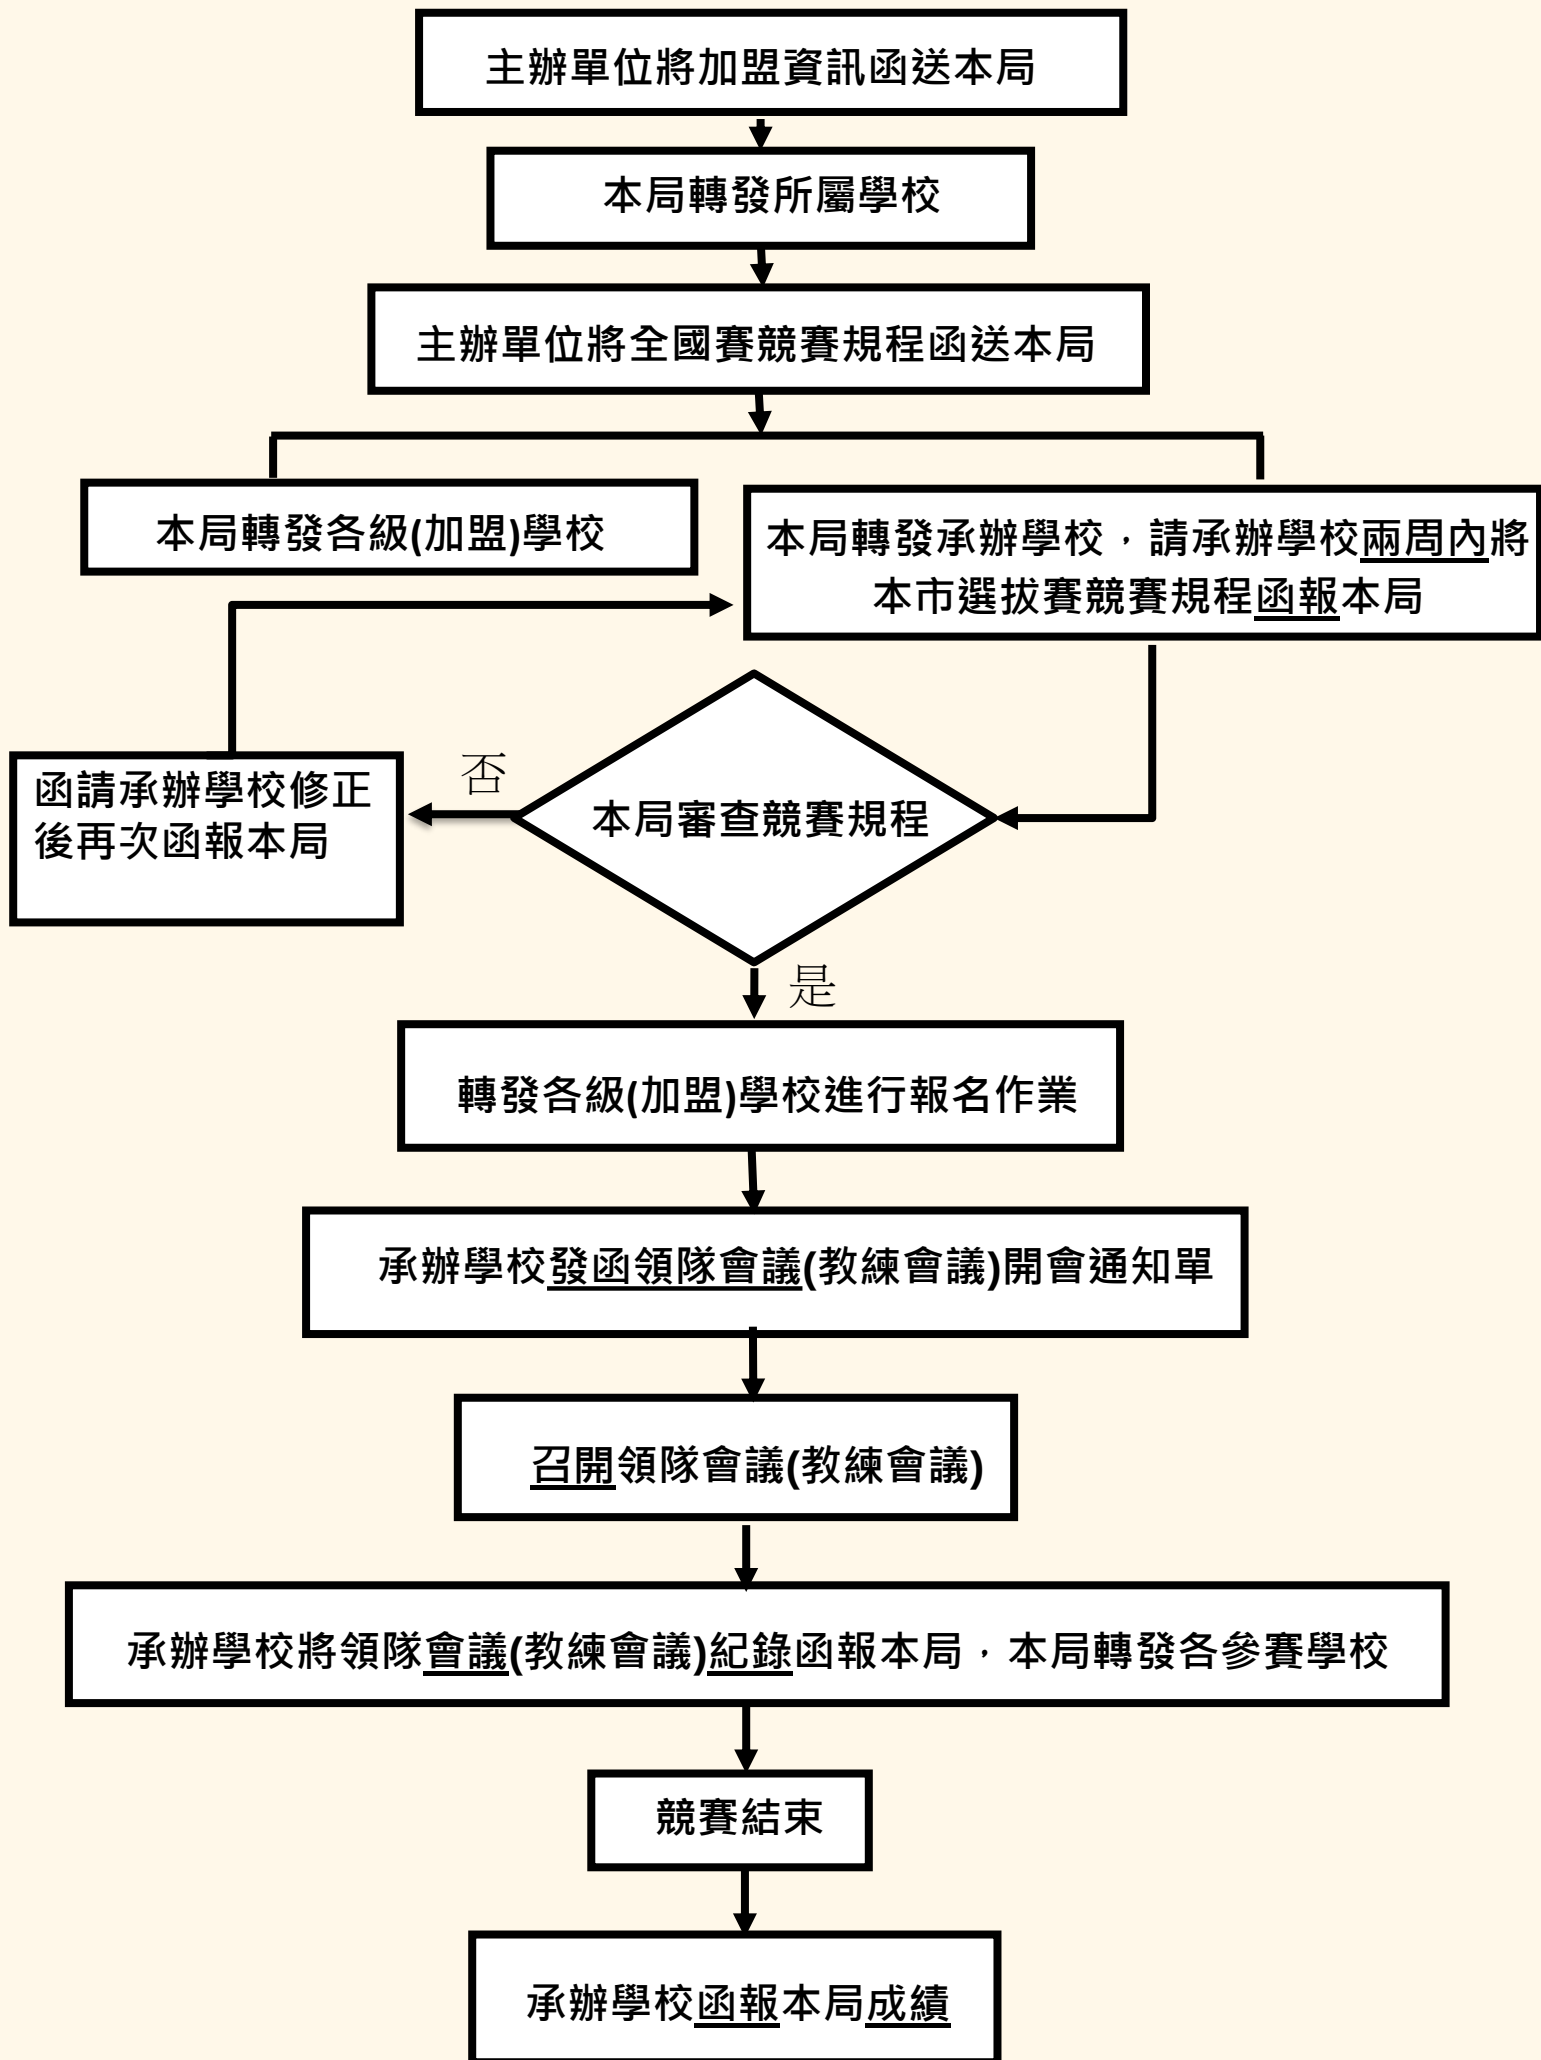 主辦單位將加盟資訊函送本局
本局轉發所屬學校
主辦單位將全國賽競賽規程函送本局
本局轉發各級(加盟)學校
本局轉發承辦學校，請承辦學校兩周內將
本市選拔賽競賽規程函報本局
否
函請承辦學校修正
後再次函報本局
本局審查競賽規程
是
轉發各級(加盟)學校進行報名作業
承辦學校發函領隊會議(教練會議)開會通知單
召開領隊會議(教練會議)
承辦學校將領隊會議(教練會議)紀錄函報本局，本局轉發各參賽學校
競賽結束
承辦學校函報本局成績